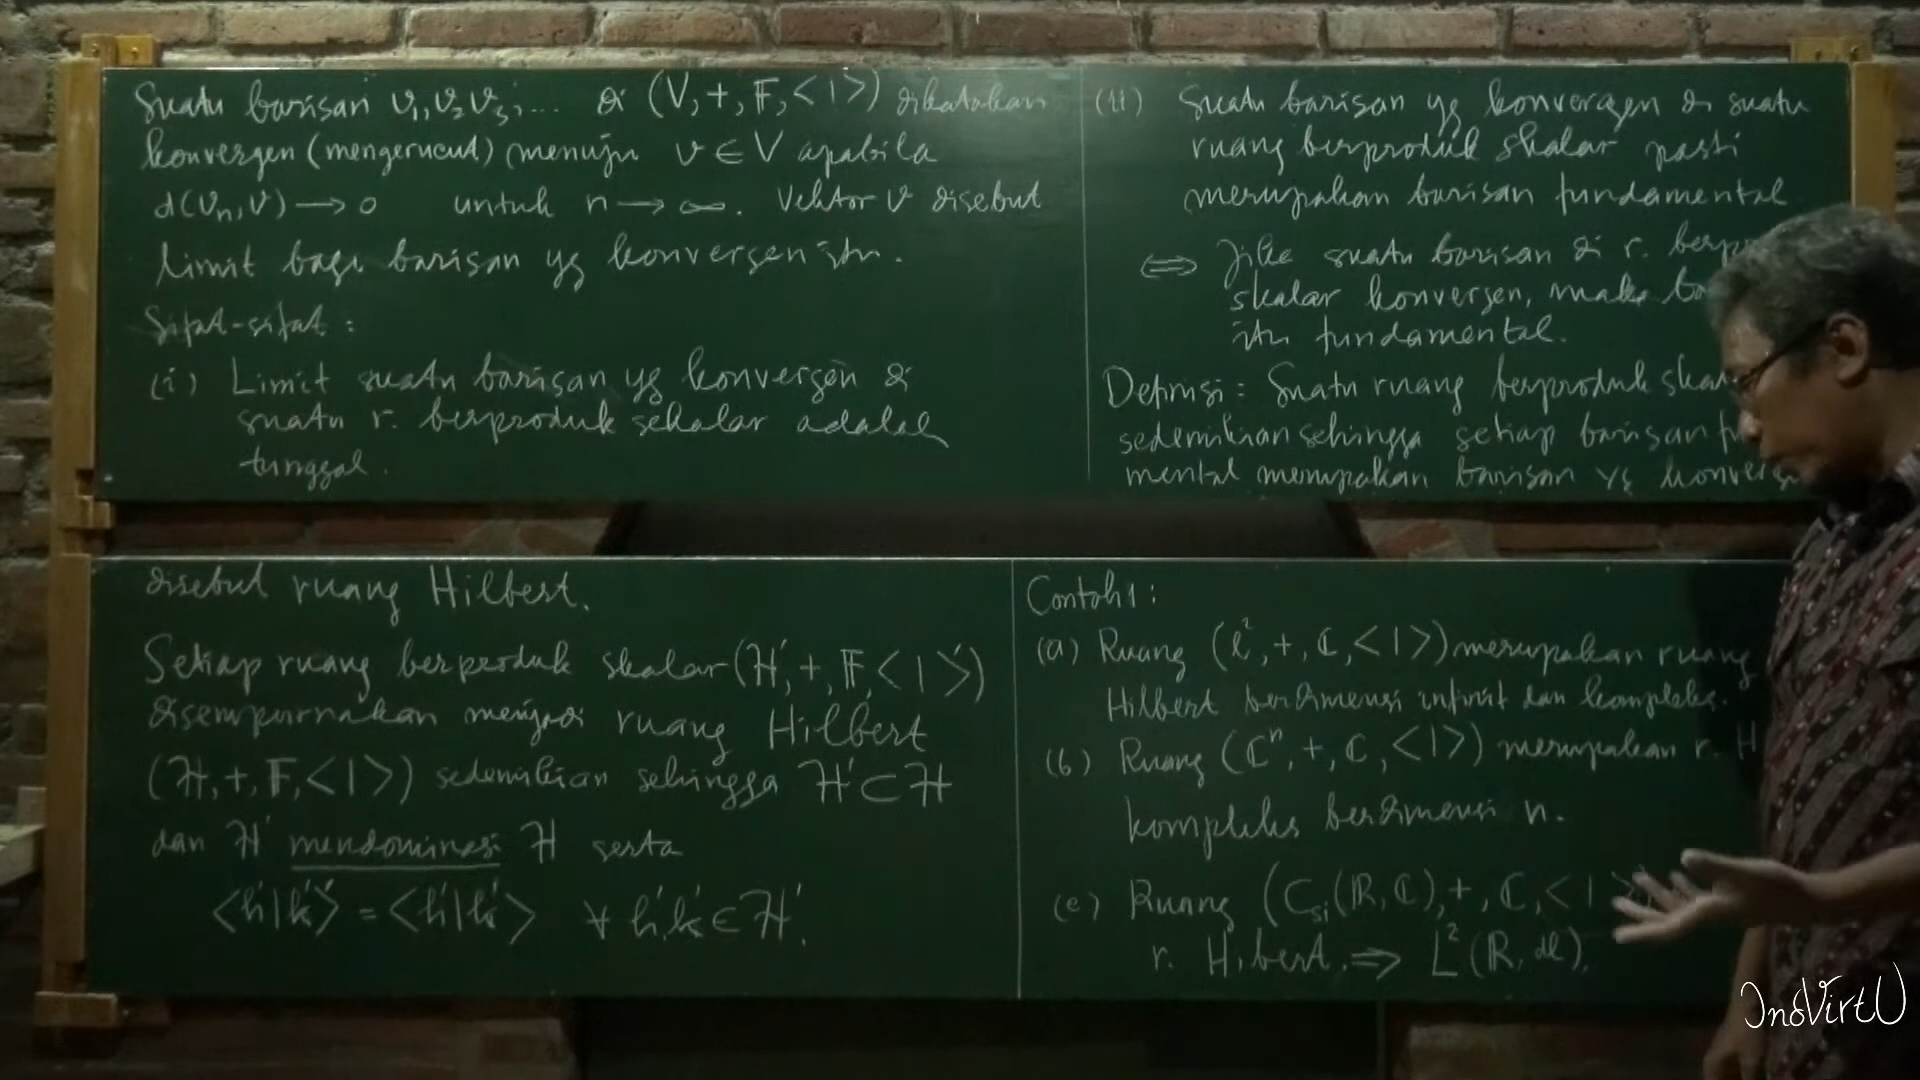 Suatu barisan v₁, v₂ v₃, ... di (V, +, F, < | >) dikatakan
konvergen (mengerucut) menuju v ∈ V apabila
d(vₙ, v) → 0 untuk n → ∞. Vektor v disebut
limit bagi barisan yg konvergen itu.
Sifat-sifat :
(i) Limit suatu barisan yg konvergen di
suatu r. berproduk sekalar adalah
tunggal.
(ii) Suatu barisan yg konvergen di suatu
ruang berproduk skalar pasti
merupakan barisan fundamental
⇔ Jika suatu barisan di r.
skalar konvergen, maka
itu fundamental.
Definisi : Suatu ruang berproduk
sedemikian sehingga setiap barisan
mental merupakan barisan yg
disebut ruang Hilbert.
Setiap ruang berproduk skalar (H', +, F, < | >')
disempurnakan menjadi ruang Hilbert
(H, +, F, < | >) sedemikian sehingga H' ⊂ H
dan H' mendominasi H serta
<h'|k'>' = <h'|k'> ∀ h', k' ∈ H'.
Contoh1 :
(a) Ruang (ℓ², +, ℂ, < | >) merupakan ruang
Hilbert berdimensi infinit dan kompleks.
(b) Ruang (ℂⁿ, +, ℂ, < | >) merupakan r. H
kompleks berdimensi n.
(c) Ruang (C_si(ℝ, ℂ), +, ℂ, < | >)
r. Hibert. ⇒ L²(ℝ, dℓ).
InoVirtU